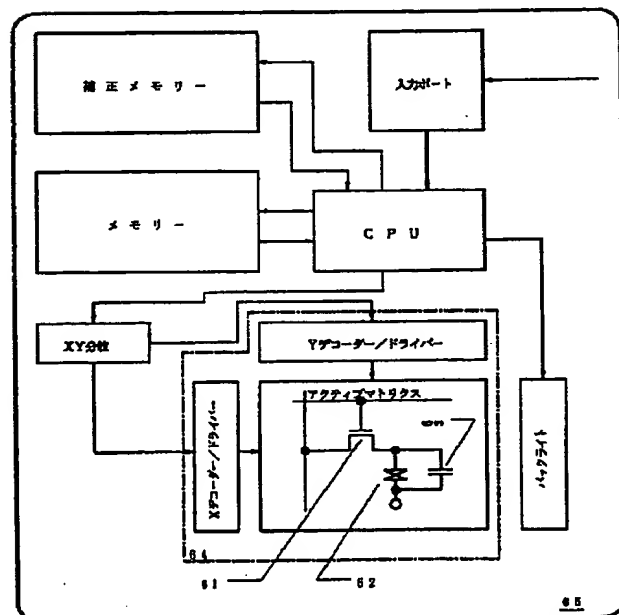 補正メモリー
入力ポート
メモリー
CPU
XY分枝
Yデコーダー/ドライバー
アクティブマトリクス
Xデコーダー/ドライバー
バックライト
64
61
62
65